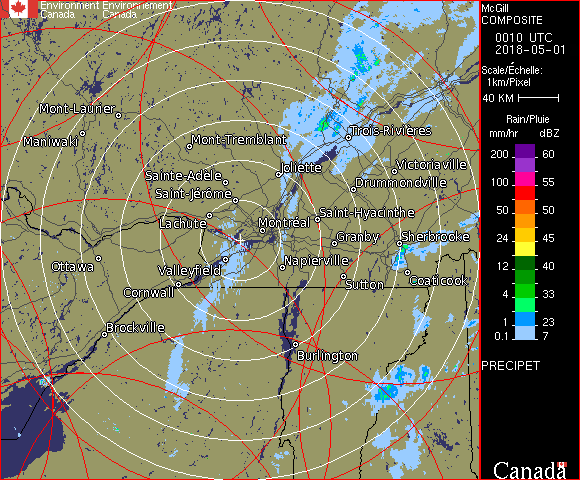 Environment Environnement
Canada Canada
McGill
COMPOSITE
0010 UTC
2018-05-01
Scale/Échelle:
1km/Pixel
40 KM
Rain/Pluie
mm/hr dBZ
200 60
100 55
50 50
24 45
12 40
4 33
1 23
0.1 7
PRECIPET
Canada
Mont-Laurier
Maniwaki
Mont-Tremblant
Trois-Rivières
Joliette
Victoriaville
Sainte-Adèle
Drummondville
Saint-Jérôme
Lachute
Saint-Hyacinthe
Montréal
Granby
Sherbrooke
Ottawa
Valleyfield
Napierville
Cornwall
Sutton
Coaticook
Brockville
Burlington